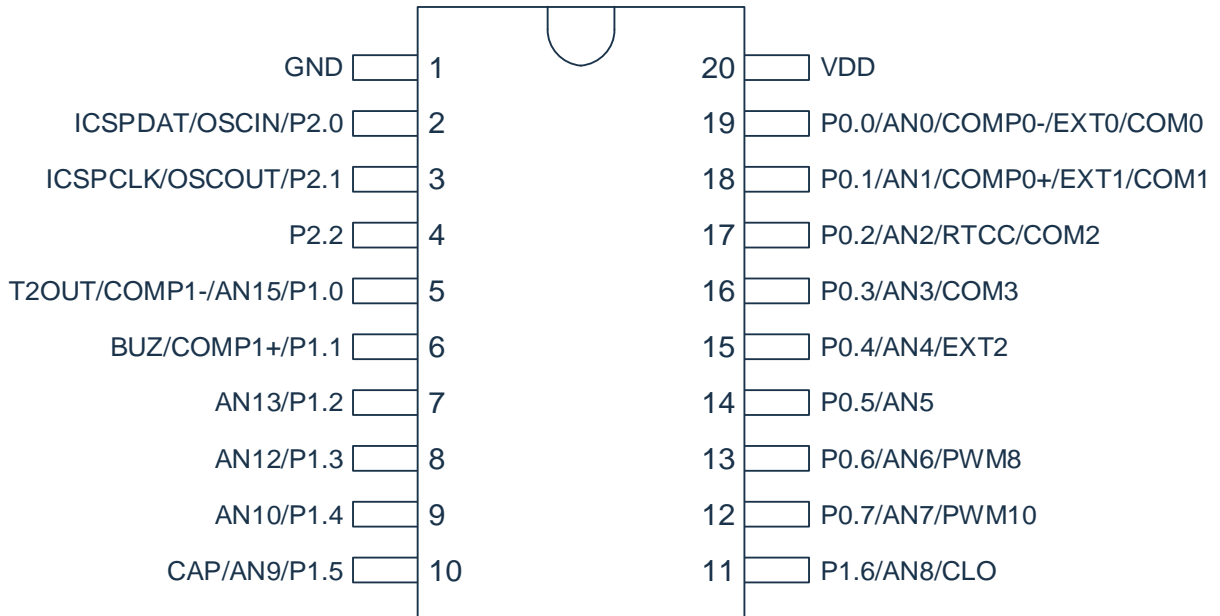 GND 1 20 VDD
ICSPDAT/OSCIN/P2.0 2 19 P0.0/AN0/COMP0-/EXT0/COM0
ICSPCLK/OSCOUT/P2.1 3 18 P0.1/AN1/COMP0+/EXT1/COM1
P2.2 4 17 P0.2/AN2/RTCC/COM2
T2OUT/COMP1-/AN15/P1.0 5 16 P0.3/AN3/COM3
BUZ/COMP1+/P1.1 6 15 P0.4/AN4/EXT2
AN13/P1.2 7 14 P0.5/AN5
AN12/P1.3 8 13 P0.6/AN6/PWM8
AN10/P1.4 9 12 P0.7/AN7/PWM10
CAP/AN9/P1.5 10 11 P1.6/AN8/CLO